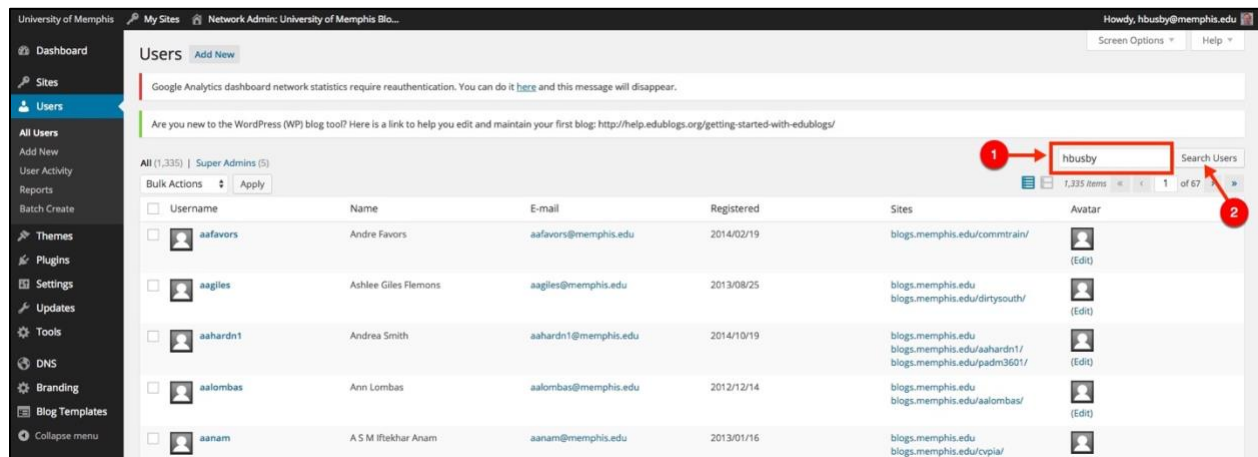 University of Memphis My Sites Network Admin: University of Memphis Blo... Howdy, hbusby@memphis.edu
Screen Options Help
Dashboard
Sites
Users
All Users
Add New
User Activity
Reports
Batch Create
Themes
Plugins
Settings
Updates
Tools
DNS
Branding
Blog Templates
Collapse menu
Users Add New
Google Analytics dashboard network statistics require reauthentication. You can do it here and this message will disappear.
Are you new to the WordPress (WP) blog tool? Here is a link to help you edit and maintain your first blog: http://help.edublogs.org/getting-started-with-edublogs/
1 hbusby Search Users
All (1,335) | Super Admins (5)
Bulk Actions Apply 1,335 items « ‹ 1 of 67 › »
2
Username Name E-mail Registered Sites Avatar
aafavors Andre Favors aafavors@memphis.edu 2014/02/19 blogs.memphis.edu/commtrain/
(Edit)
aagiles Ashlee Giles Flemons aagiles@memphis.edu 2013/08/25 blogs.memphis.edu
blogs.memphis.edu/dirtysouth/
(Edit)
aahardn1 Andrea Smith aahardn1@memphis.edu 2014/10/19 blogs.memphis.edu
blogs.memphis.edu/aahardn1/
blogs.memphis.edu/padm3601/ (Edit)
aalombas Ann Lombas aalombas@memphis.edu 2012/12/14 blogs.memphis.edu
blogs.memphis.edu/aalombas/
(Edit)
aanam A S M Iftekhar Anam aanam@memphis.edu 2013/01/16 blogs.memphis.edu
blogs.memphis.edu/cvpia/